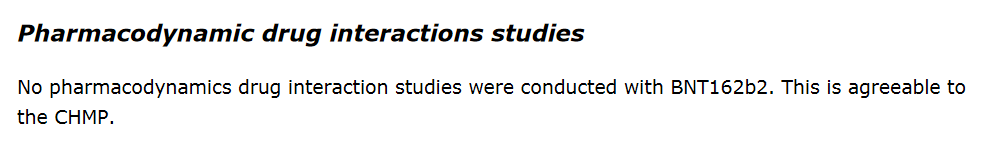 Pharmacodynamic drug interactions studies
No pharmacodynamics drug interaction studies were conducted with BNT162b2. This is agreeable to
the CHMP.